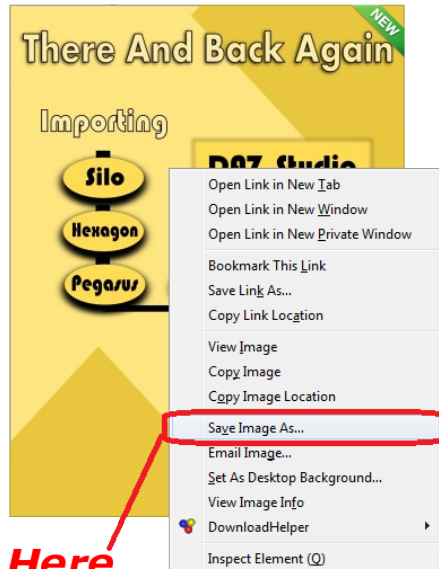 NEW
There And Back Again
Importing
DAZ Studio
Silo
Hexagon
Pegasus
Open Link in New Tab
Open Link in New Window
Open Link in New Private Window
Bookmark This Link
Save Link As...
Copy Link Location
View Image
Copy Image
Copy Image Location
Save Image As...
Email Image...
Set As Desktop Background...
View Image Info
DownloadHelper
Inspect Element (Q)
Here